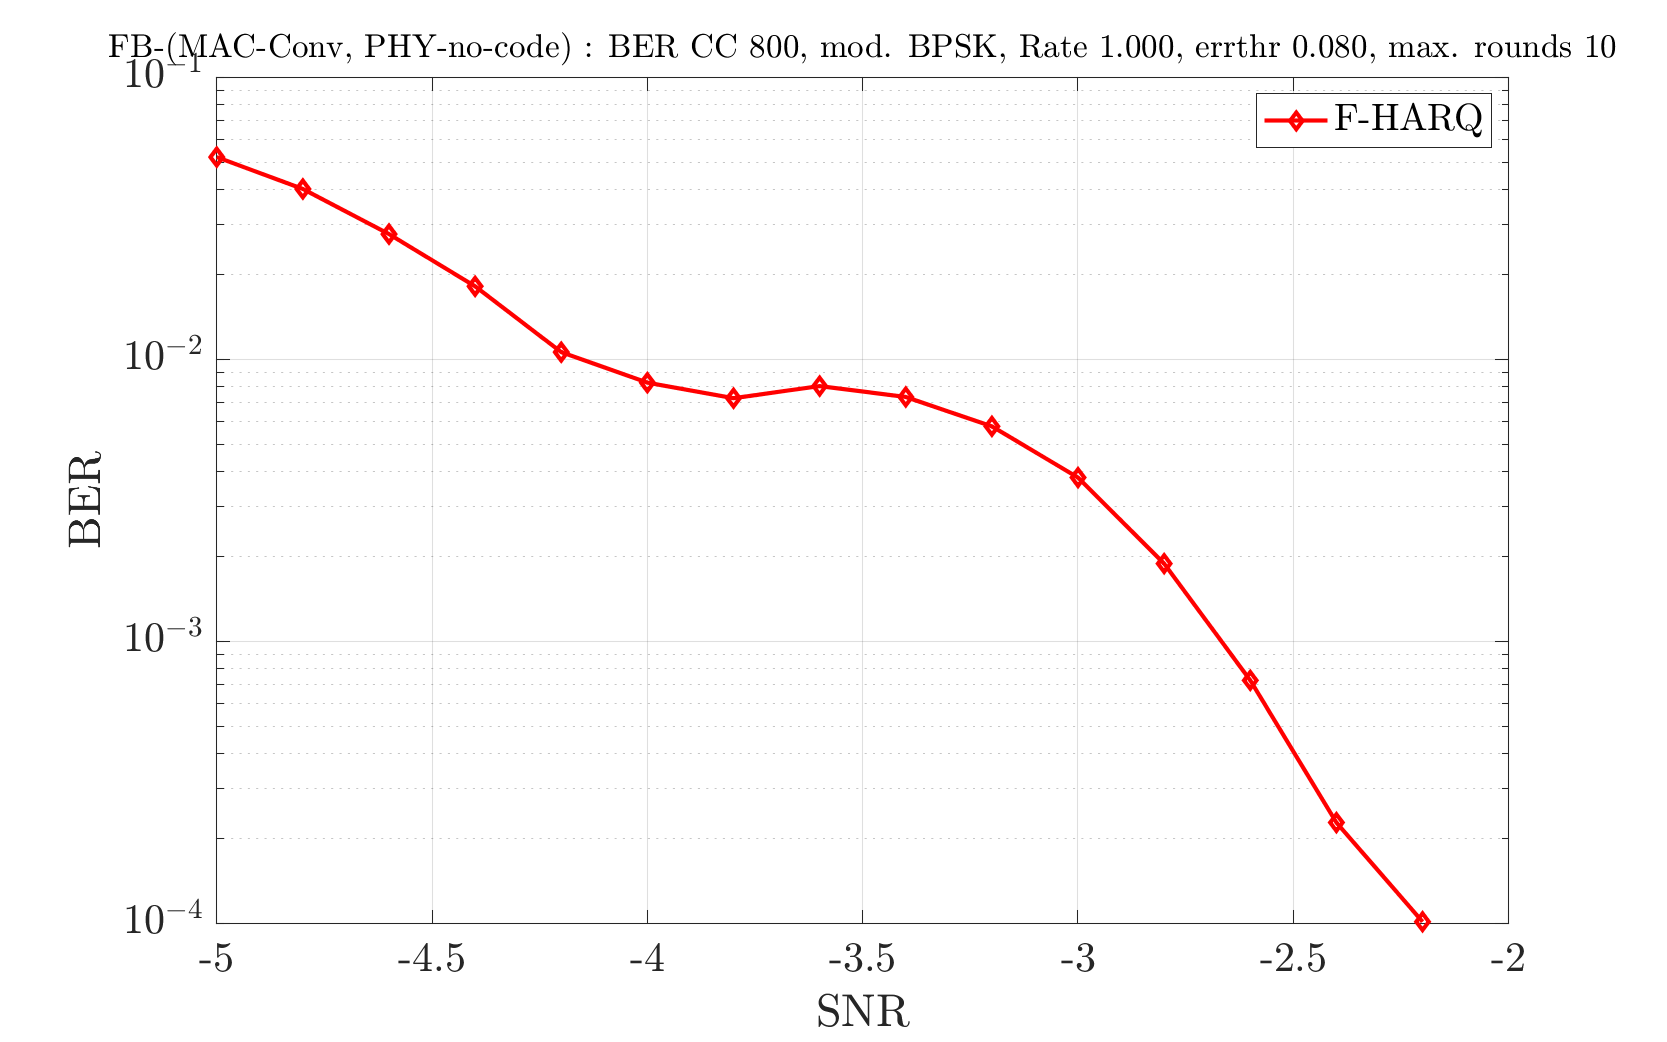 FB-(MAC-Conv, PHY-no-code) : BER CC 800, mod. BPSK, Rate 1.000, errthr 0.080, max. rounds 10
10⁻¹
F-HARQ
10⁻²
BER
10⁻³
10⁻⁴
-5 -4.5 -4 -3.5 -3 -2.5 -2
SNR